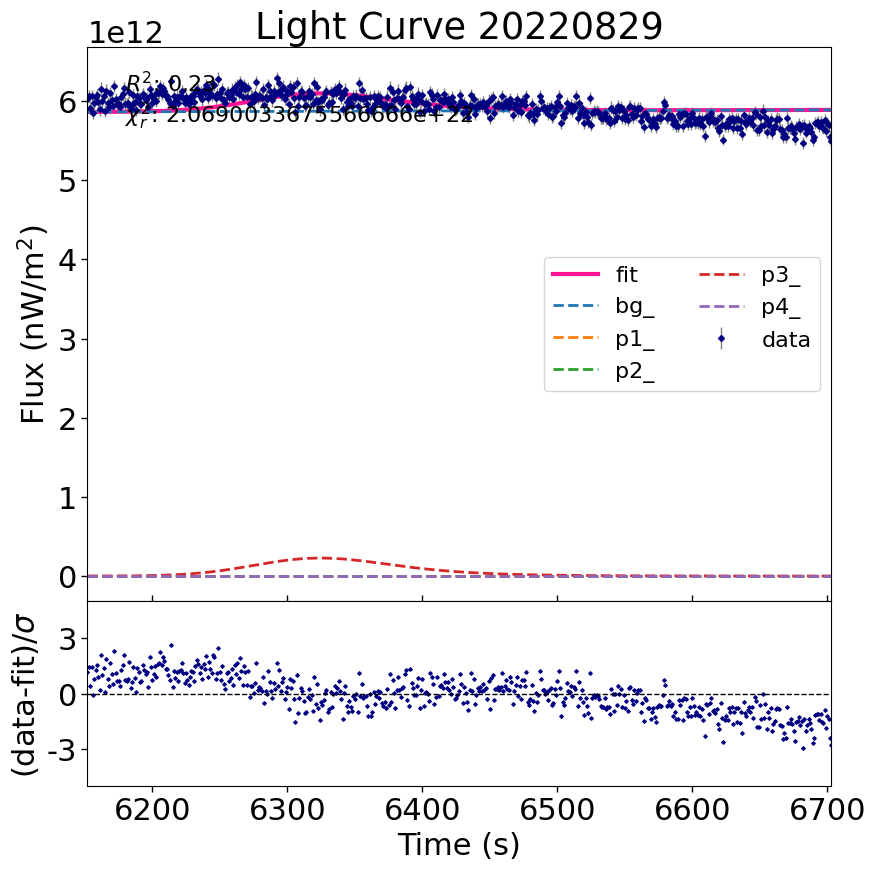 Light Curve 20220829
1e12
R²: 0.23
χ²ᵣ: 2.0690033675566666e+22
6
5
4
3
2
1
0
Flux (nW/m²)
fit
bg_
p1_
p2_
p3_
p4_
data
3
0
-3
(data-fit)/σ
6200 6300 6400 6500 6600 6700
Time (s)